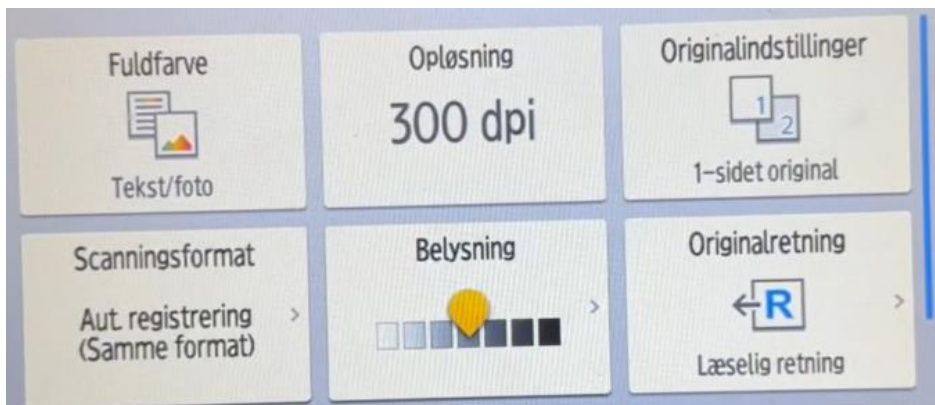 Fuldfarve
Tekst/foto
Opløsning
300 dpi
Originalindstillinger
1
2
1-sidet original
Scanningsformat
Aut. registrering
(Samme format)
Belysning
Originalretning
R
Læselig retning